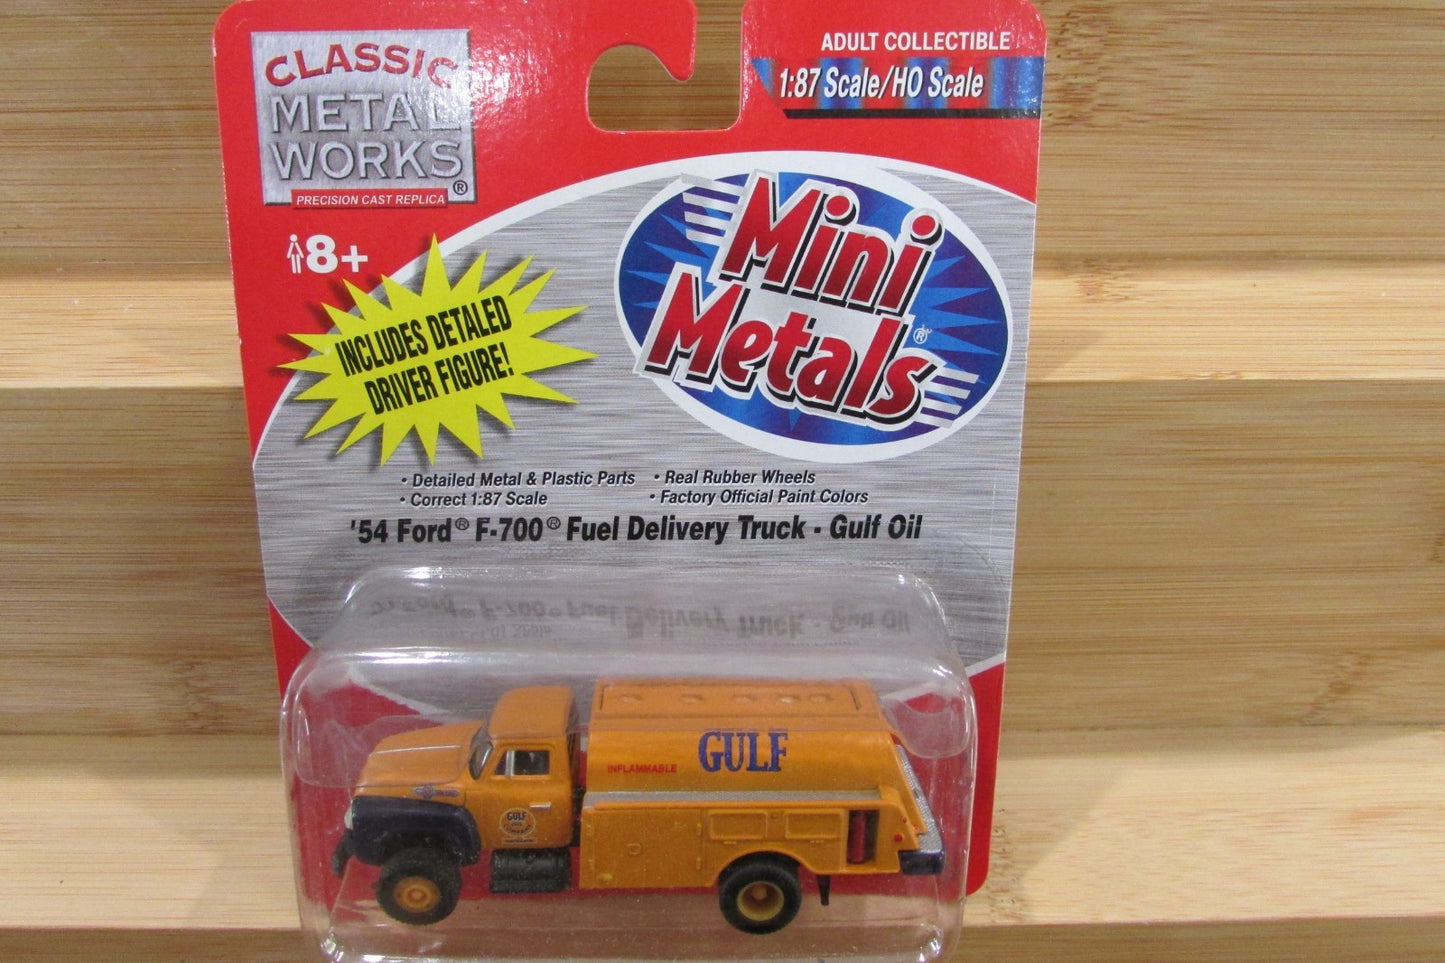 CLASSIC
METAL
WORKS®
PRECISION CAST REPLICA
ADULT COLLECTIBLE
1:87 Scale/HO Scale
8+
Mini
Metals®
INCLUDES DETALED
DRIVER FIGURE!
• Detailed Metal & Plastic Parts • Real Rubber Wheels
• Correct 1:87 Scale • Factory Official Paint Colors
'54 Ford® F-700® Fuel Delivery Truck - Gulf Oil
INFLAMMABLE GULF
GULF